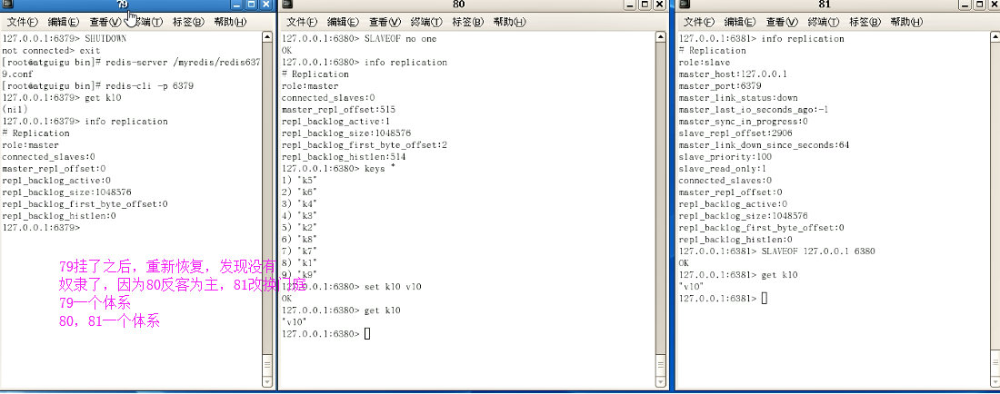 79
文件(F) 编辑(E) 查看(V) 终端(T) 标签(B) 帮助(H)
127.0.0.1:6379> SHUTDOWN
not connected> exit
[root@atguigu bin]# redis-server /myredis/redis637
9.conf
[root@atguigu bin]# redis-cli -p 6379
127.0.0.1:6379> get k10
(nil)
127.0.0.1:6379> info replication
# Replication
role:master
connected_slaves:0
master_repl_offset:0
repl_backlog_active:0
repl_backlog_size:1048576
repl_backlog_first_byte_offset:0
repl_backlog_histlen:0
127.0.0.1:6379>
79挂了之后，重新恢复，发现没有
奴隶了，因为80反客为主，81改换门庭
79一个体系
80，81一个体系
80
文件(F) 编辑(E) 查看(V) 终端(T) 标签(B) 帮助(H)
127.0.0.1:6380> SLAVEOF no one
OK
127.0.0.1:6380> info replication
# Replication
role:master
connected_slaves:0
master_repl_offset:515
repl_backlog_active:1
repl_backlog_size:1048576
repl_backlog_first_byte_offset:2
repl_backlog_histlen:514
127.0.0.1:6380> keys *
1) "k5"
2) "k6"
3) "k4"
4) "k3"
5) "k2"
6) "k8"
7) "k7"
8) "k1"
9) "k9"
127.0.0.1:6380> set k10 v10
OK
127.0.0.1:6380> get k10
"v10"
127.0.0.1:6380>
81
文件(F) 编辑(E) 查看(V) 终端(T) 标签(B) 帮助(H)
127.0.0.1:6381> info replication
# Replication
role:slave
master_host:127.0.0.1
master_port:6379
master_link_status:down
master_last_io_seconds_ago:-1
master_sync_in_progress:0
slave_repl_offset:2906
master_link_down_since_seconds:64
slave_priority:100
slave_read_only:1
connected_slaves:0
master_repl_offset:0
repl_backlog_active:0
repl_backlog_size:1048576
repl_backlog_first_byte_offset:0
repl_backlog_histlen:0
127.0.0.1:6381> SLAVEOF 127.0.0.1 6380
OK
127.0.0.1:6381> get k10
"v10"
127.0.0.1:6381>